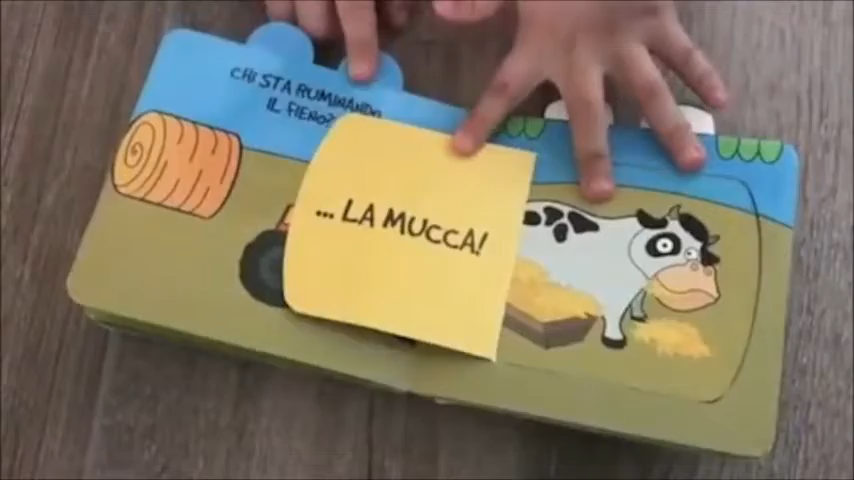 CHI STA RUMINANDO
IL FIENO?
... LA MUCCA!